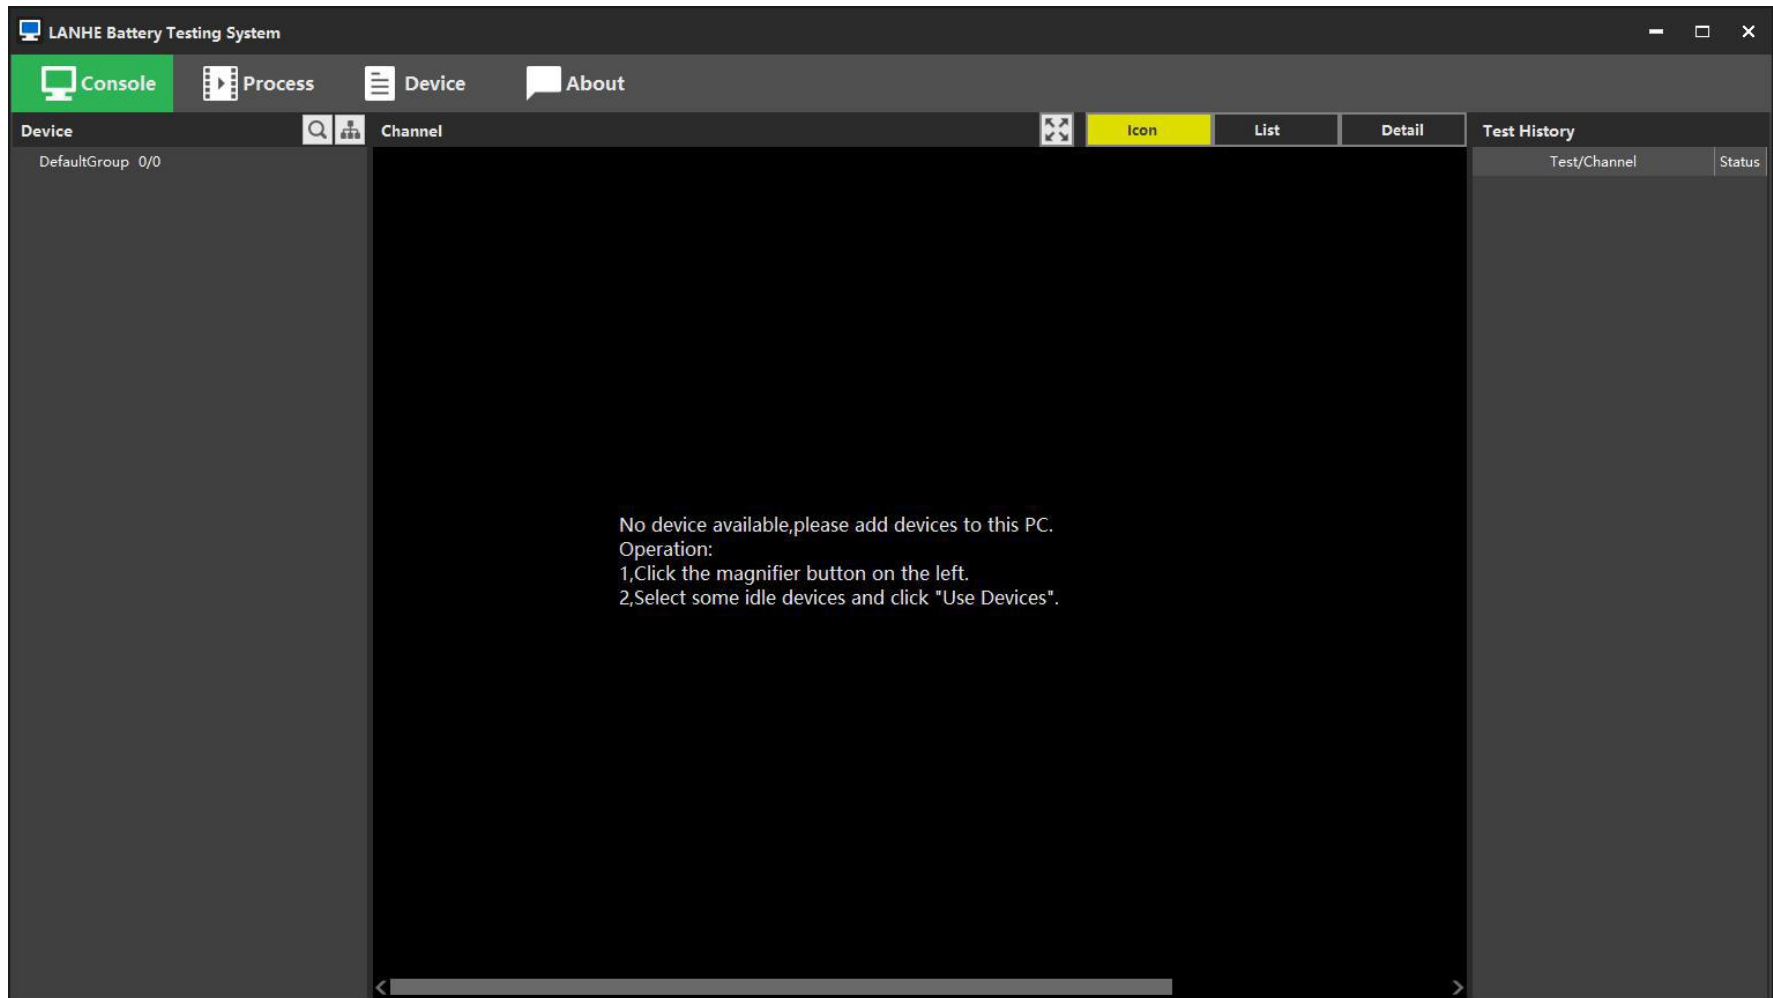 LANHE Battery Testing System
Console Process Device About
Device Channel Icon List Detail Test History
DefaultGroup 0/0
Test/Channel Status
No device available,please add devices to this PC.
Operation:
1,Click the magnifier button on the left.
2,Select some idle devices and click "Use Devices".